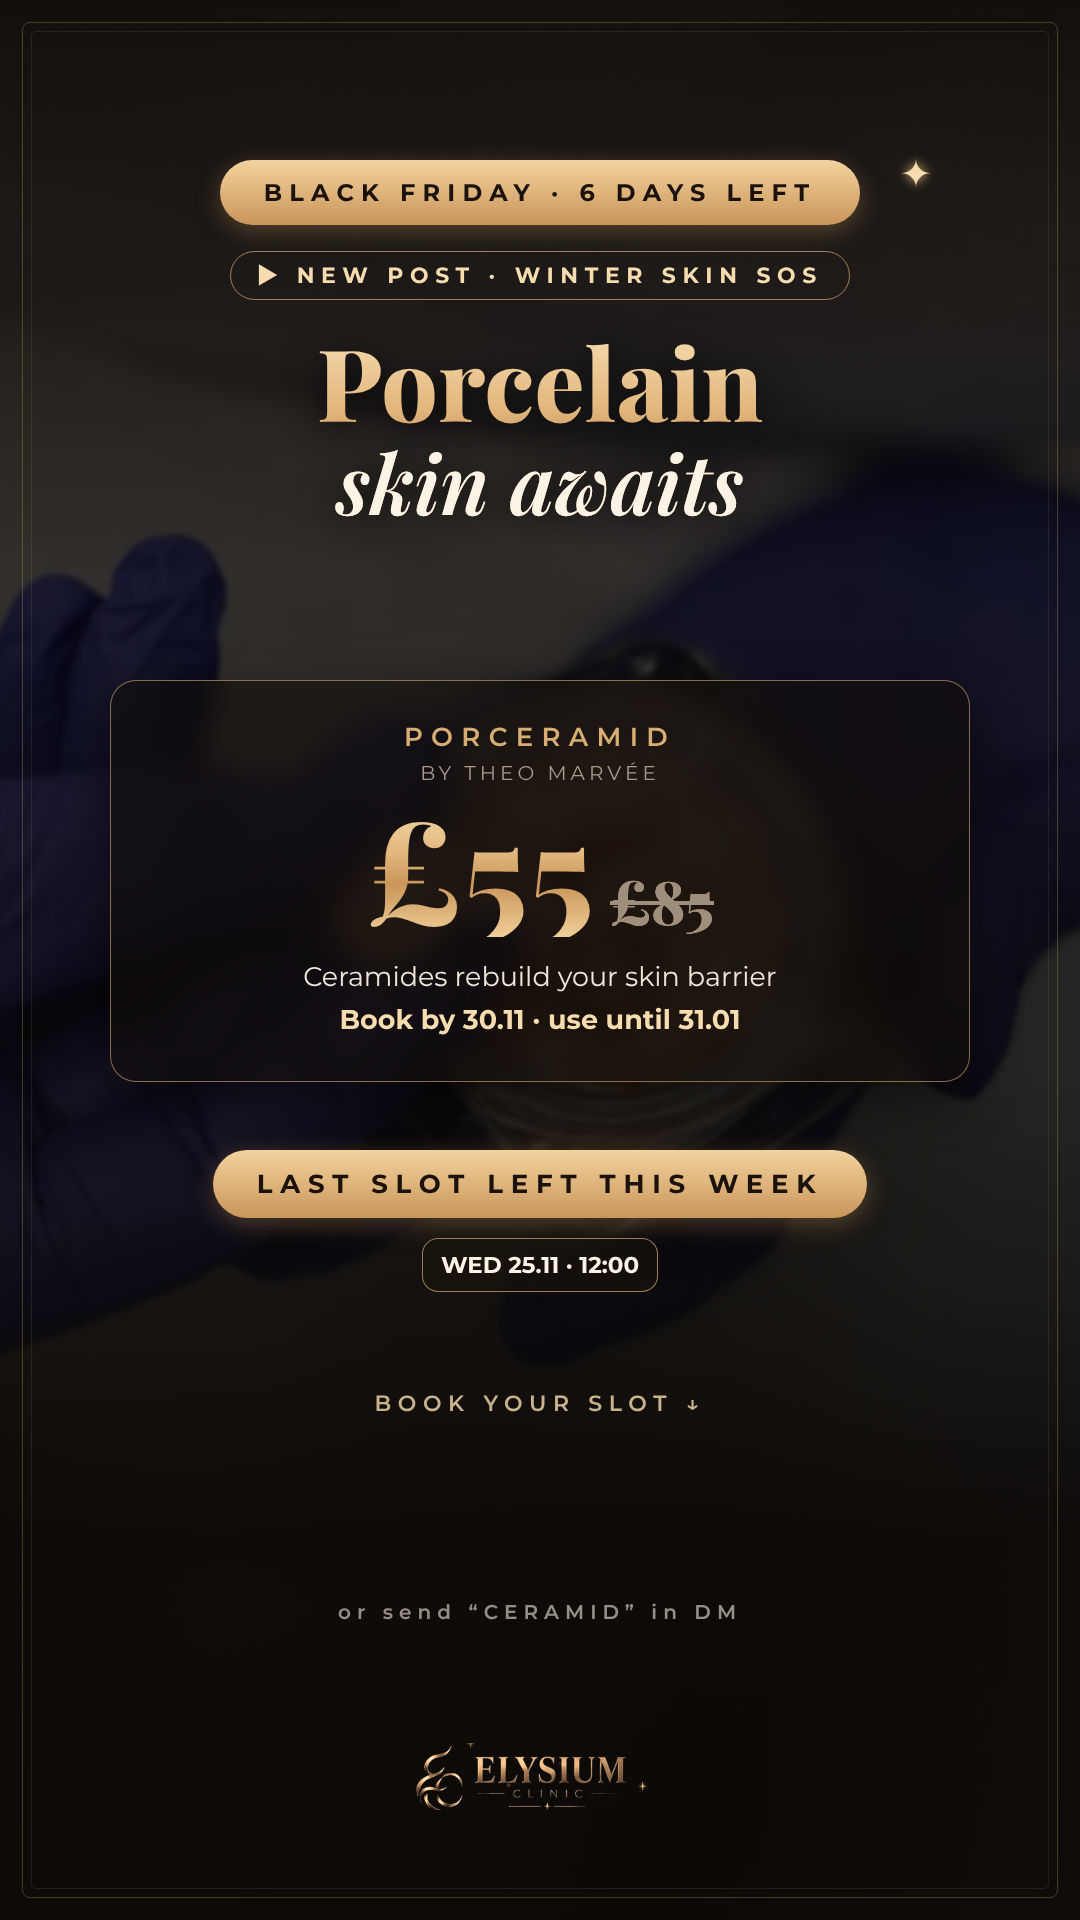 BLACK FRIDAY · 6 DAYS LEFT
▶ NEW POST · WINTER SKIN SOS
Porcelain
skin awaits
PORCERAMID
BY THEO MARVÉE
£55 £85
Ceramides rebuild your skin barrier
Book by 30.11 · use until 31.01
LAST SLOT LEFT THIS WEEK
WED 25.11 · 12:00
BOOK YOUR SLOT ↓
or send “CERAMID” in DM
ELYSIUM
CLINIC